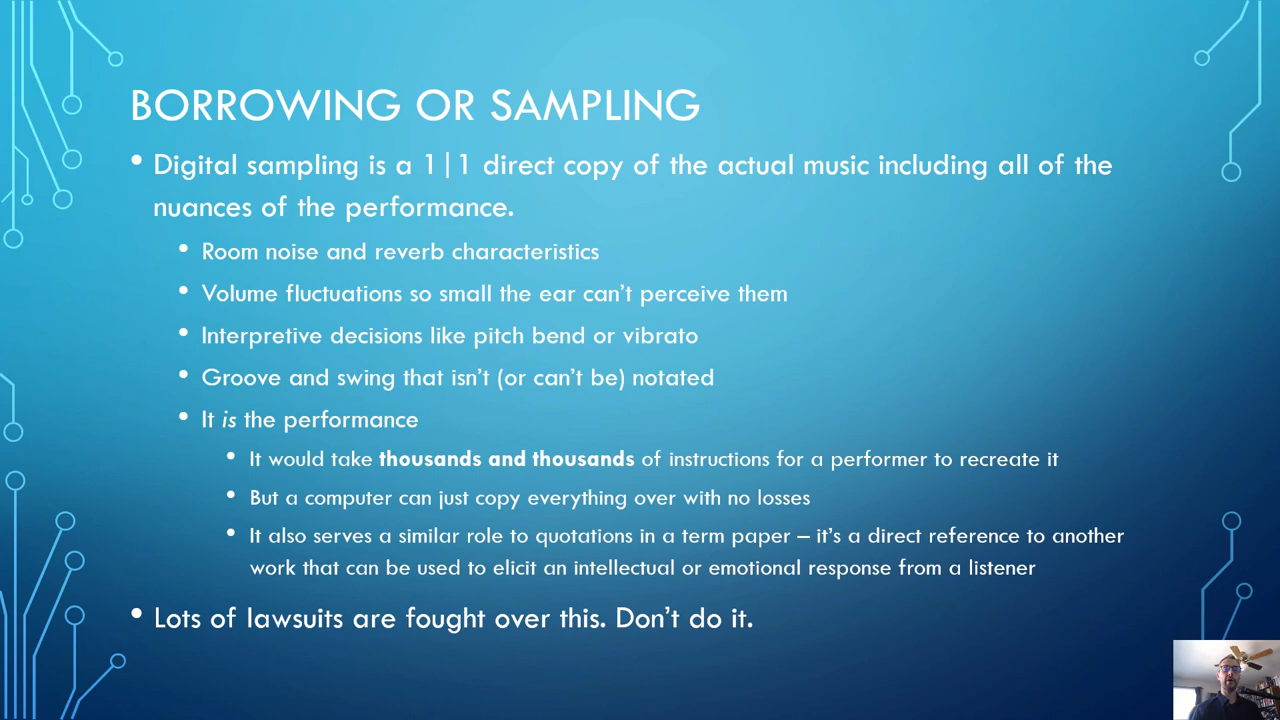 BORROWING OR SAMPLING
• Digital sampling is a 1|1 direct copy of the actual music including all of the
nuances of the performance.
• Room noise and reverb characteristics
• Volume fluctuations so small the ear can’t perceive them
• Interpretive decisions like pitch bend or vibrato
• Groove and swing that isn’t (or can’t be) notated
• It is the performance
• It would take thousands and thousands of instructions for a performer to recreate it
• But a computer can just copy everything over with no losses
• It also serves a similar role to quotations in a term paper – it’s a direct reference to another
work that can be used to elicit an intellectual or emotional response from a listener
• Lots of lawsuits are fought over this. Don’t do it.